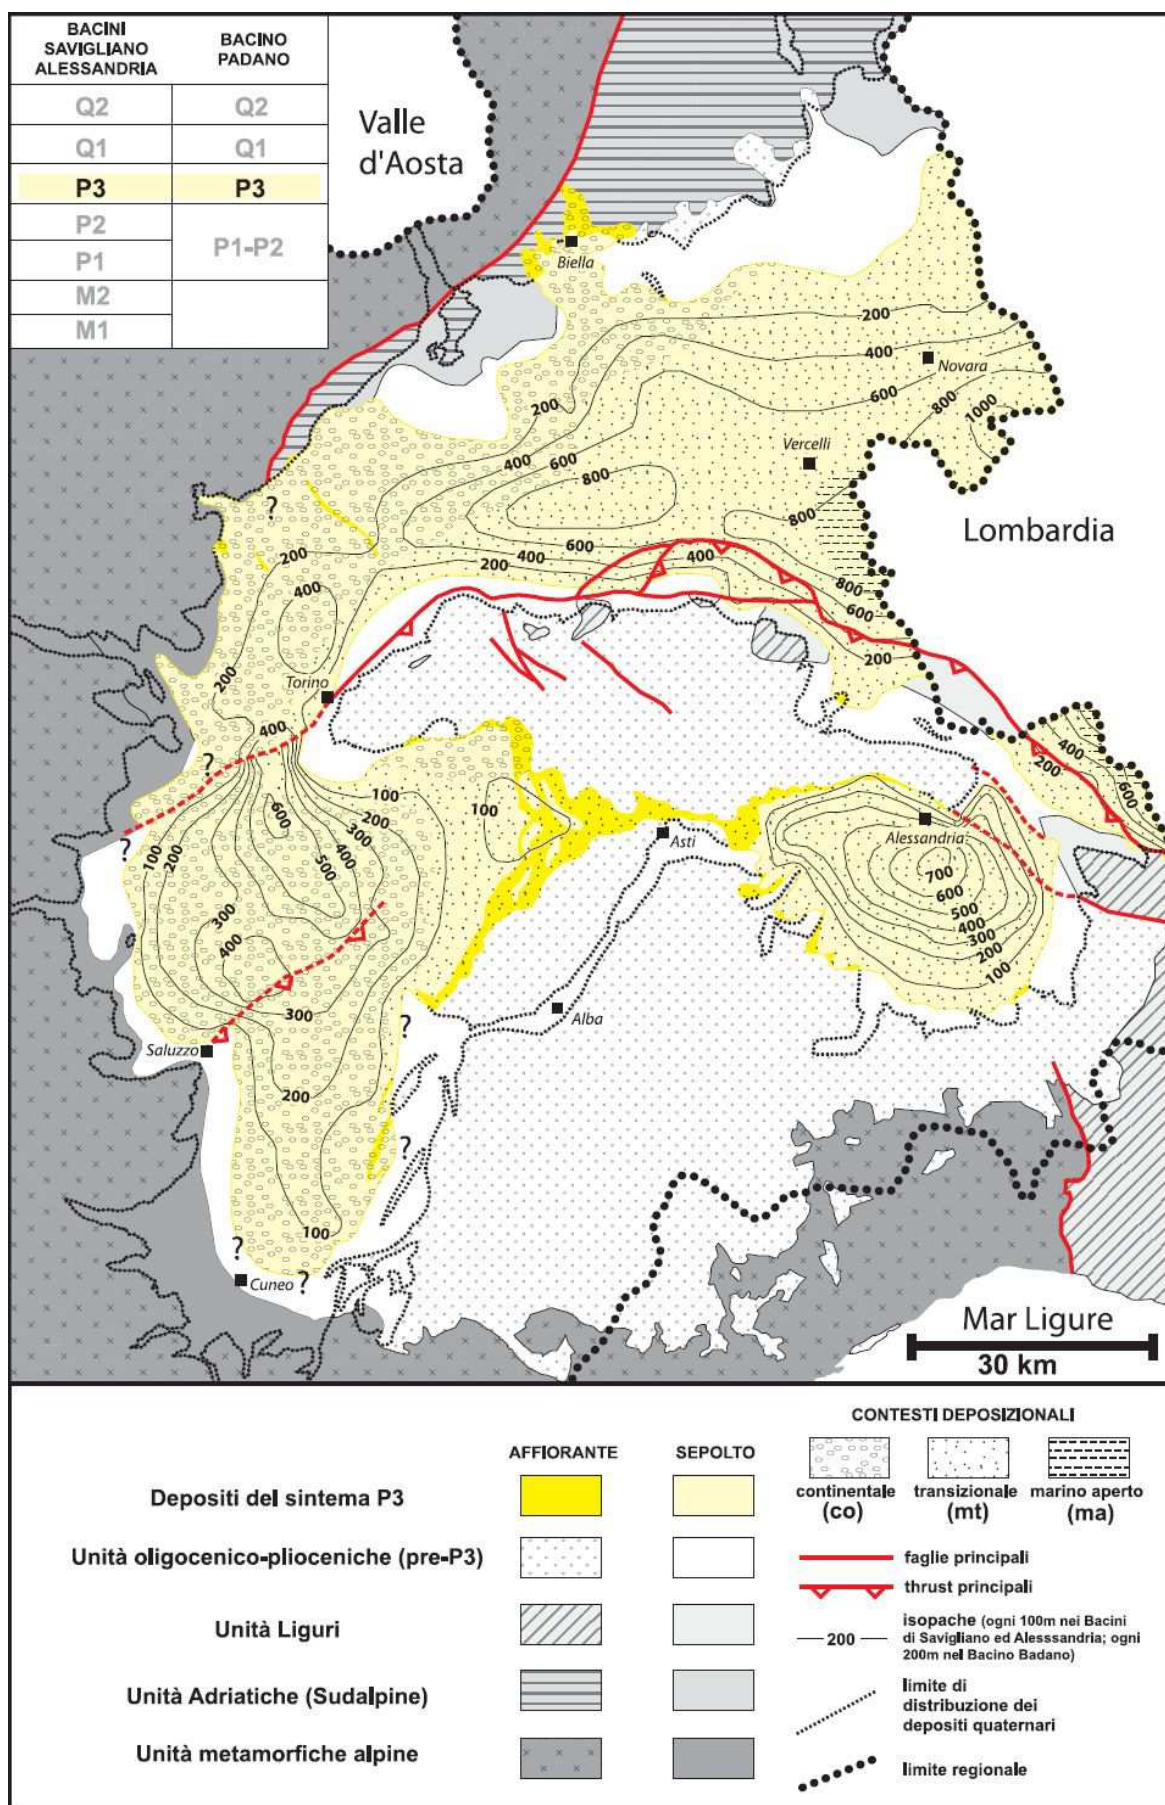 BACINI
SAVIGLIANO
ALESSANDRIA
BACINO
PADANO
Q2
Q2
Q1
Q1
P3
P3
P2
P1
P1-P2
M2
M1
Valle
d'Aosta
Biella
200
400
Novara
600
800
1000
200
400
600
Vercelli
800
?
800
Lombardia
200
400
600
400
200
400
800
600
200
200
Torino
400
?
400
200
600
100
200
300
400
500
600
100
?
100
200
Asti
Alessandria
700
600
500
400
300
200
100
300
400
300
?
Alba
Saluzzo
200
?
100
?
Cuneo
?
Mar Ligure
30 km
CONTESTI DEPOSIZIONALI
AFFIORANTE
SEPOLTO
Depositi del sintema P3
continentale
(co)
transizionale
(mt)
marino aperto
(ma)
Unità oligocenico-plioceniche (pre-P3)
faglie principali
thrust principali
Unità Liguri
200
isopache (ogni 100m nei Bacini
di Savigliano ed Alesssandria; ogni
200m nel Bacino Badano)
Unità Adriatiche (Sudalpine)
limite di
distribuzione dei
depositi quaternari
Unità metamorfiche alpine
limite regionale